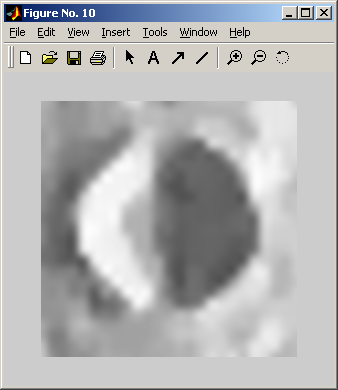 Figure No. 10
File Edit View Insert Tools Window Help
A